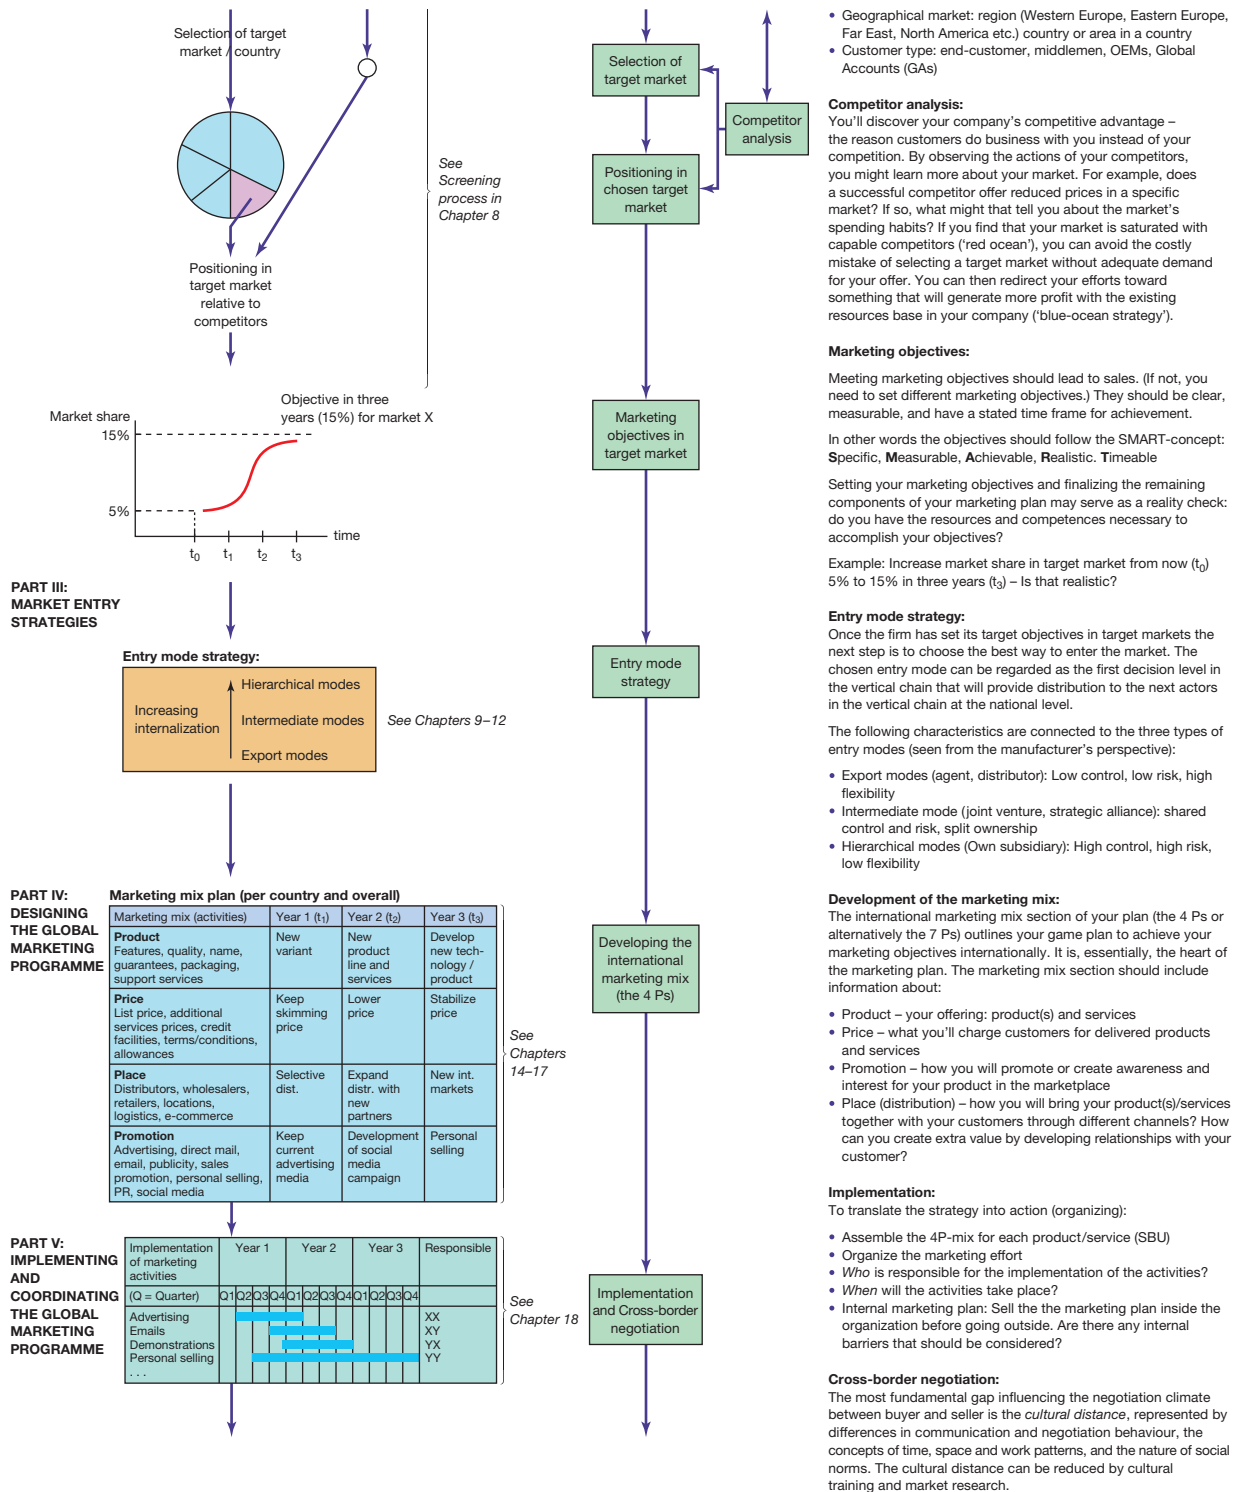 Selection of target
market / country
See
Screening
process in
Chapter 8
Positioning in
target market
relative to
competitors
Objective in three
years (15%) for market X
Market share
15%
5%
time
t0
t1
t2
t3
PART III:
MARKET ENTRY
STRATEGIES
Entry mode strategy:
Increasing
internalization
Hierarchical modes
Intermediate modes
Export modes
See Chapters 9–12
PART IV:
DESIGNING
THE GLOBAL
MARKETING
PROGRAMME
Marketing mix plan (per country and overall)
Marketing mix (activities)
Year 1 (t1)
Year 2 (t2)
Year 3 (t3)
Product
Features, quality, name,
guarantees, packaging,
support services
New
variant
New
product
line and
services
Develop
new tech-
nology /
product
Price
List price, additional
services prices, credit
facilities, terms/conditions,
allowances
Keep
skimming
price
Lower
price
Stabilize
price
Place
Distributors, wholesalers,
retailers, locations,
logistics, e-commerce
Selective
dist.
Expand
distr. with
new
partners
New int.
markets
Promotion
Advertising, direct mail,
email, publicity, sales
promotion, personal selling,
PR, social media
Keep
current
advertising
media
Development
of social
media
campaign
Personal
selling
See
Chapters
14–17
PART V:
IMPLEMENTING
AND
COORDINATING
THE GLOBAL
MARKETING
PROGRAMME
Implementation
of marketing
activities
Year 1
Year 2
Year 3
Responsible
(Q = Quarter)
Q1 Q2 Q3 Q4 Q1 Q2 Q3 Q4 Q1 Q2 Q3 Q4
Advertising
XX
Emails
XY
Demonstrations
YX
Personal selling
YY
. . .
See
Chapter 18
Selection of
target market
Competitor
analysis
Positioning in
chosen target
market
Marketing
objectives in
target market
Entry mode
strategy
Developing the
international
marketing mix
(the 4 Ps)
Implementation
and Cross-border
negotiation
• Geographical market: region (Western Europe, Eastern Europe,
Far East, North America etc.) country or area in a country
• Customer type: end-customer, middlemen, OEMs, Global
Accounts (GAs)
Competitor analysis:
You'll discover your company's competitive advantage –
the reason customers do business with you instead of your
competition. By observing the actions of your competitors,
you might learn more about your market. For example, does
a successful competitor offer reduced prices in a specific
market? If so, what might that tell you about the market's
spending habits? If you find that your market is saturated with
capable competitors ('red ocean'), you can avoid the costly
mistake of selecting a target market without adequate demand
for your offer. You can then redirect your efforts toward
something that will generate more profit with the existing
resources base in your company ('blue-ocean strategy').
Marketing objectives:
Meeting marketing objectives should lead to sales. (If not, you
need to set different marketing objectives.) They should be clear,
measurable, and have a stated time frame for achievement.
In other words the objectives should follow the SMART-concept:
Specific, Measurable, Achievable, Realistic. Timeable
Setting your marketing objectives and finalizing the remaining
components of your marketing plan may serve as a reality check:
do you have the resources and competences necessary to
accomplish your objectives?
Example: Increase market share in target market from now (t0)
5% to 15% in three years (t3) – Is that realistic?
Entry mode strategy:
Once the firm has set its target objectives in target markets the
next step is to choose the best way to enter the market. The
chosen entry mode can be regarded as the first decision level in
the vertical chain that will provide distribution to the next actors
in the vertical chain at the national level.
The following characteristics are connected to the three types of
entry modes (seen from the manufacturer's perspective):
• Export modes (agent, distributor): Low control, low risk, high
flexibility
• Intermediate mode (joint venture, strategic alliance): shared
control and risk, split ownership
• Hierarchical modes (Own subsidiary): High control, high risk,
low flexibility
Development of the marketing mix:
The international marketing mix section of your plan (the 4 Ps or
alternatively the 7 Ps) outlines your game plan to achieve your
marketing objectives internationally. It is, essentially, the heart of
the marketing plan. The marketing mix section should include
information about:
• Product – your offering: product(s) and services
• Price – what you'll charge customers for delivered products
and services
• Promotion – how you will promote or create awareness and
interest for your product in the marketplace
• Place (distribution) – how you will bring your product(s)/services
together with your customers through different channels? How
can you create extra value by developing relationships with your
customer?
Implementation:
To translate the strategy into action (organizing):
• Assemble the 4P-mix for each product/service (SBU)
• Organize the marketing effort
• Who is responsible for the implementation of the activities?
• When will the activities take place?
• Internal marketing plan: Sell the the marketing plan inside the
organization before going outside. Are there any internal
barriers that should be considered?
Cross-border negotiation:
The most fundamental gap influencing the negotiation climate
between buyer and seller is the cultural distance, represented by
differences in communication and negotiation behaviour, the
concepts of time, space and work patterns, and the nature of social
norms. The cultural distance can be reduced by cultural
training and market research.